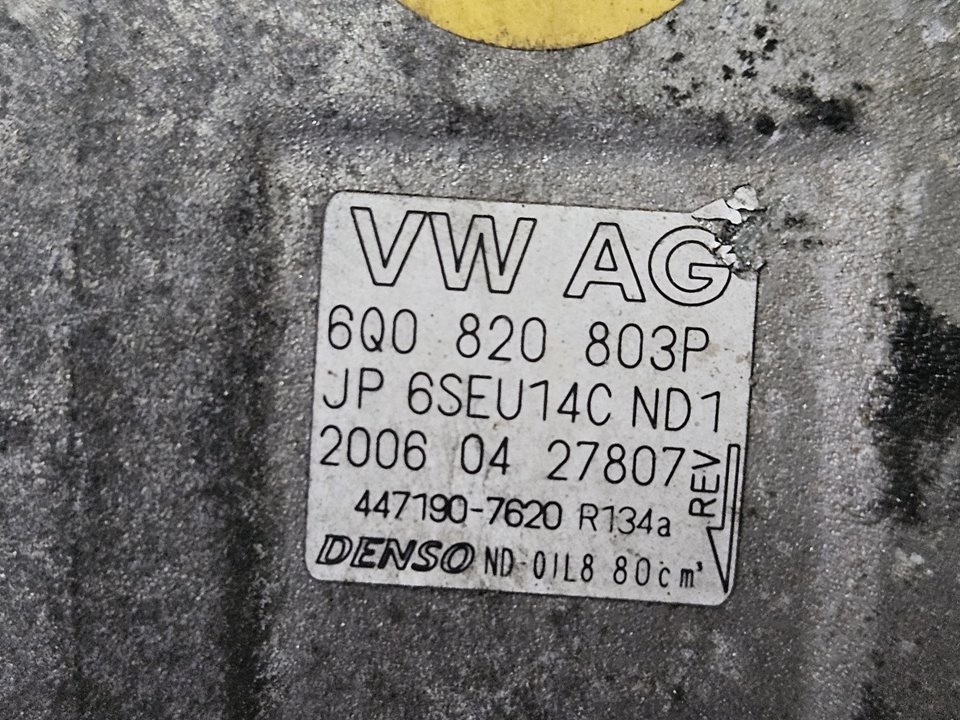 VW AG
6Q0 820 803P
JP 6SEU14C ND1
2006 04 27807
REV
447190-7620 R134a
DENSO ND-OIL8 80cm³